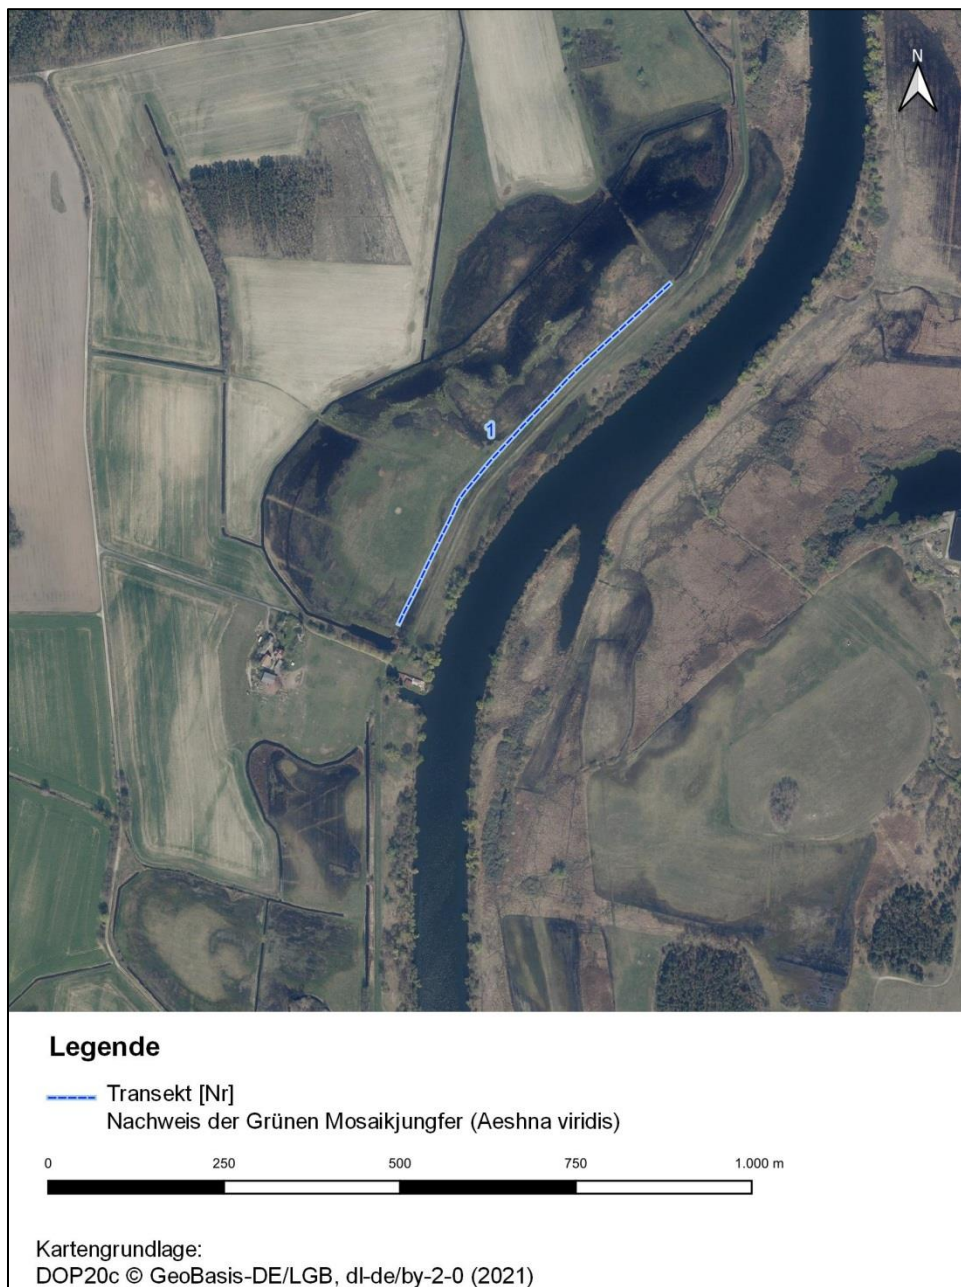 N
1
Legende
Transekt [Nr]
Nachweis der Grünen Mosaikjungfer (Aeshna viridis)
0 250 500 750 1.000 m
Kartengrundlage:
DOP20c © GeoBasis-DE/LGB, dl-de/by-2-0 (2021)